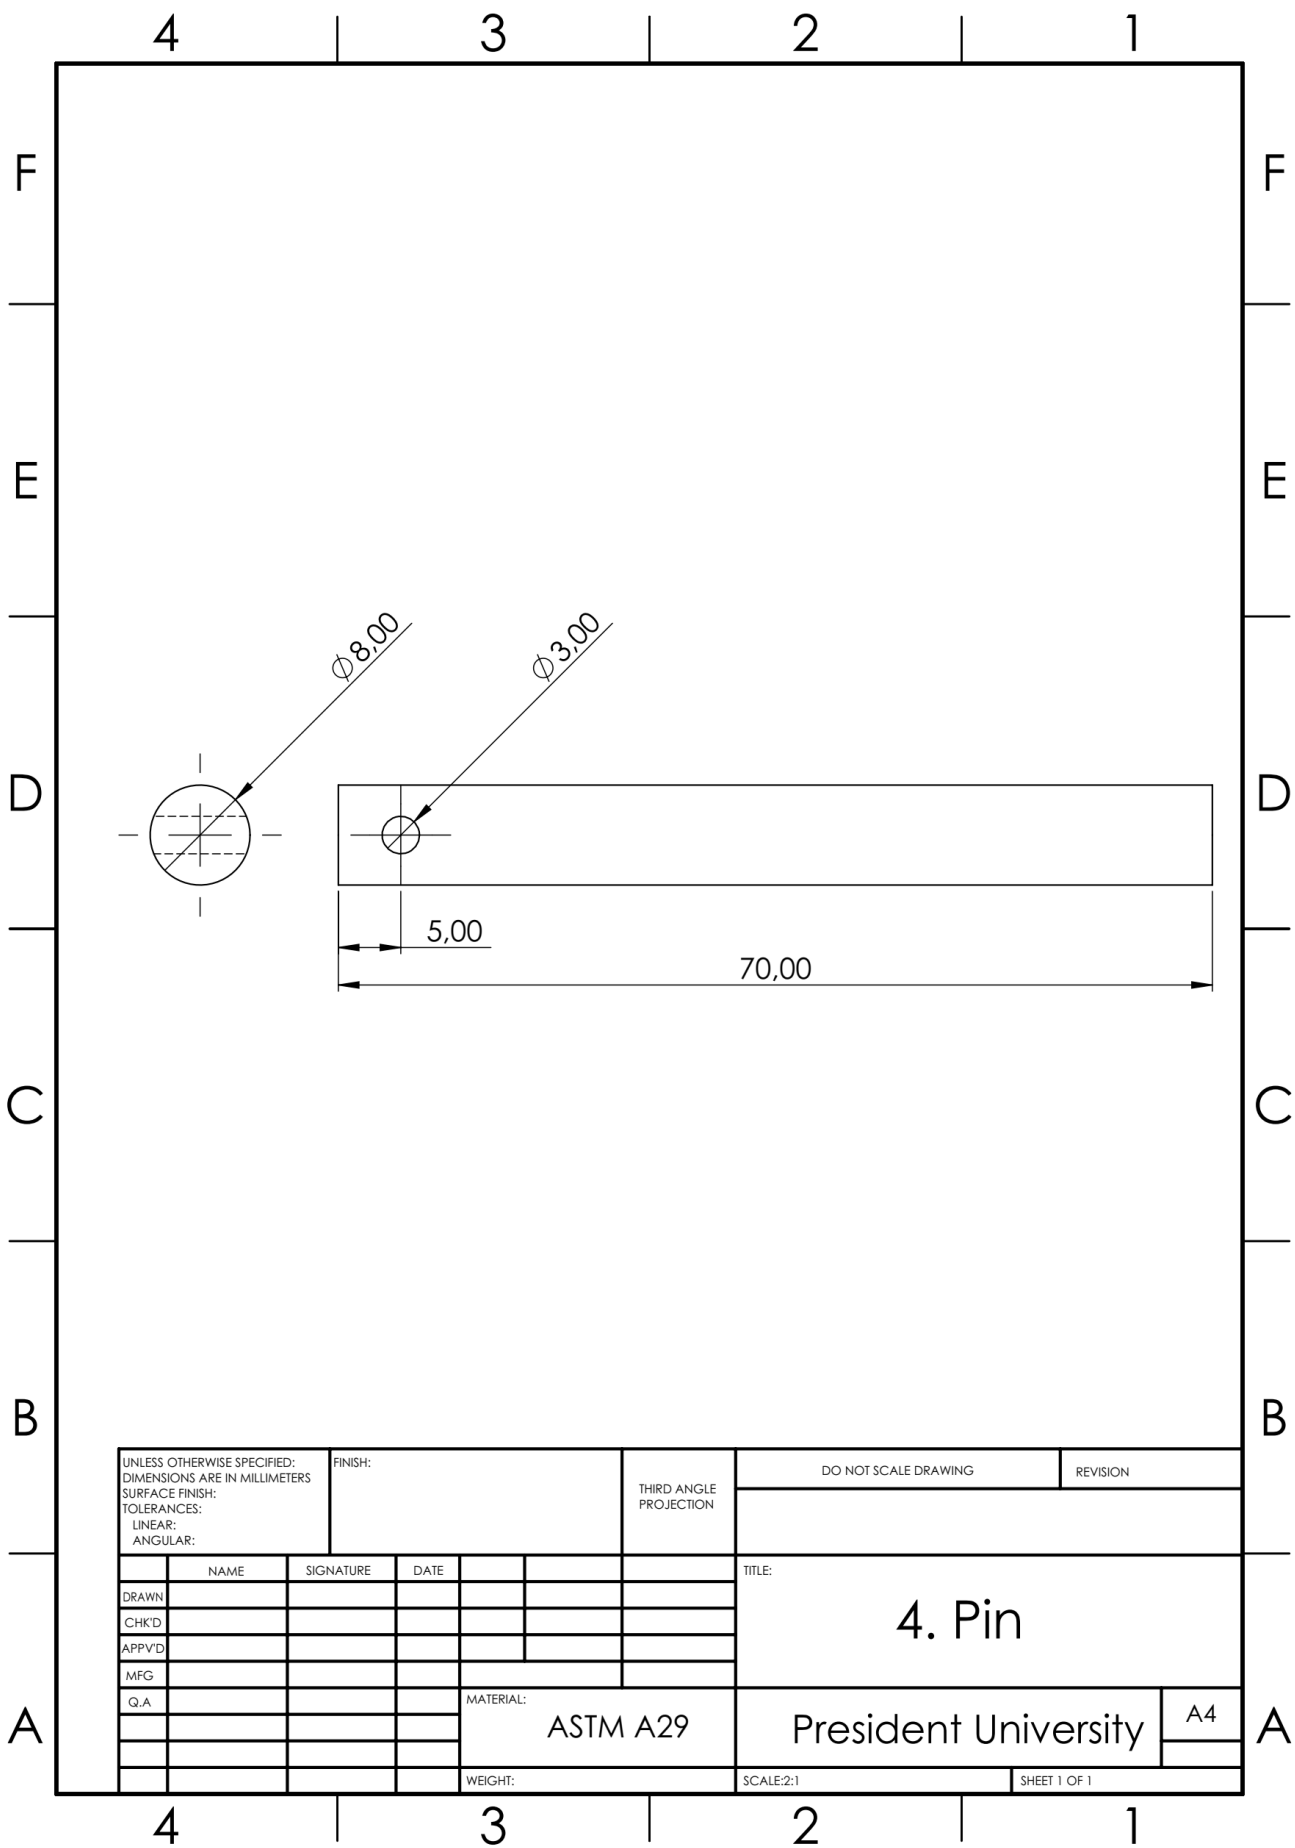 4 3 2 1
F F
E E
⌀8,00 ⌀3,00
D D
5,00
70,00
C C
B B
UNLESS OTHERWISE SPECIFIED:
DIMENSIONS ARE IN MILLIMETERS
SURFACE FINISH:
TOLERANCES:
LINEAR:
ANGULAR:
FINISH:
THIRD ANGLE
PROJECTION
DO NOT SCALE DRAWING
REVISION
NAME SIGNATURE DATE
DRAWN
CHK'D
APPV'D
MFG
Q.A
TITLE:
4. Pin
MATERIAL:
ASTM A29
President University
A4
A A
WEIGHT:
SCALE:2:1
SHEET 1 OF 1
4 3 2 1